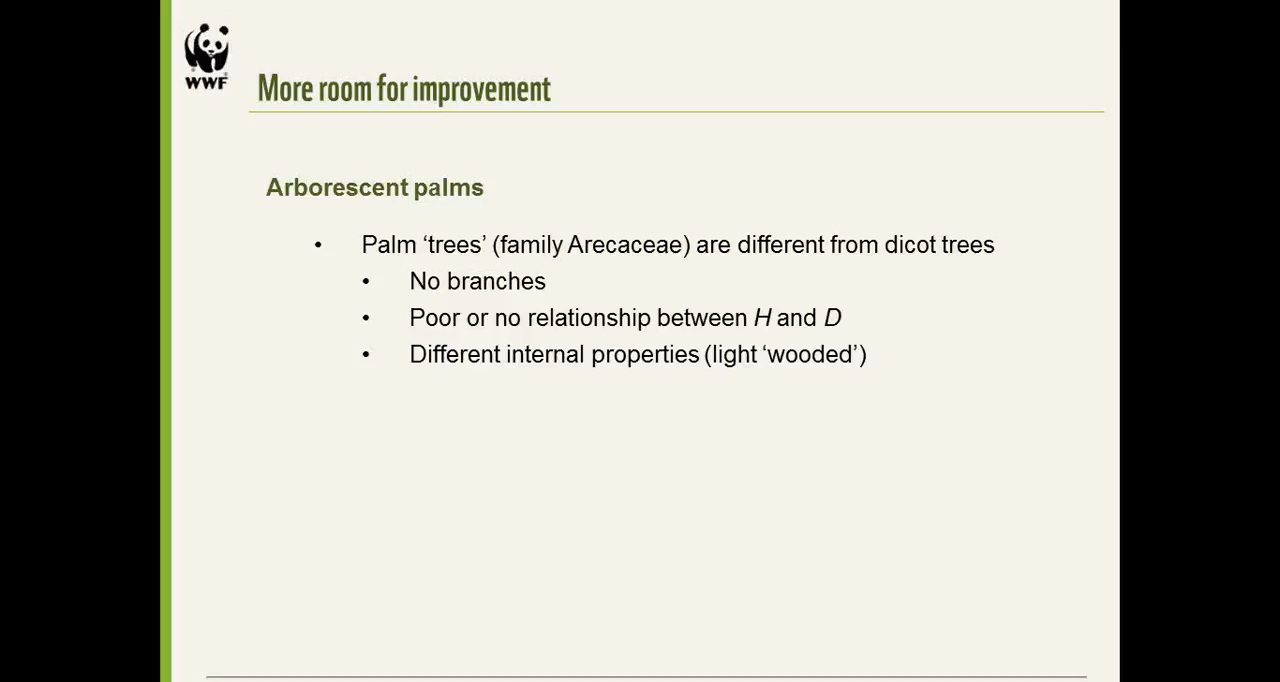 WWF
More room for improvement
Arborescent palms
• Palm ‘trees’ (family Arecaceae) are different from dicot trees
• No branches
• Poor or no relationship between H and D
• Different internal properties (light ‘wooded’)